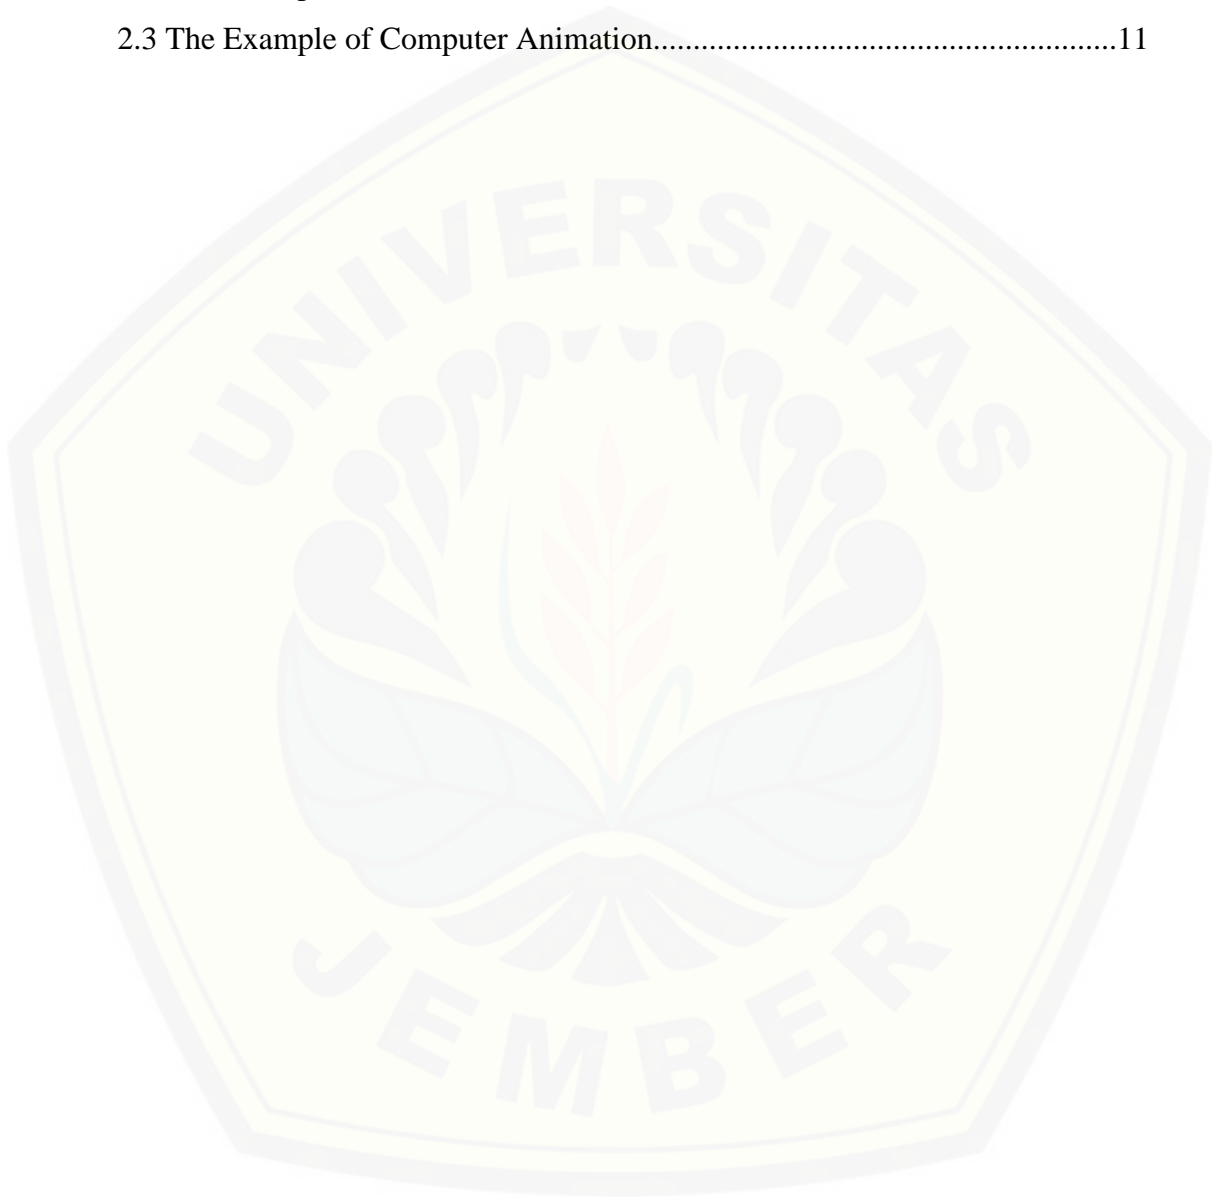 2.3 The Example of Computer Animation..........................................................11
UNIVERSITAS
JEMBER